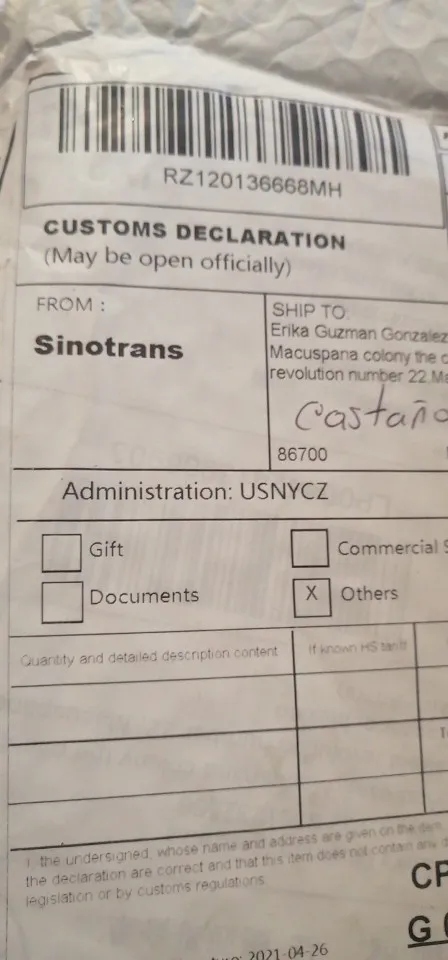 RZ120136668MH
CUSTOMS DECLARATION
(May be open officially)
FROM :
Sinotrans
SHIP TO:
Erika Guzman Gonzalez
Macuspana colony the
revolution number 22
Castaño
86700
Administration: USNYCZ
Gift
Commercial
Documents
X Others
Quantity and detailed description content
If known HS tariff
I, the undersigned, whose name and address are given on the item
the declaration are correct and that this item does not contain any
legislation or by customs regulations.
CP
G
2021-04-26